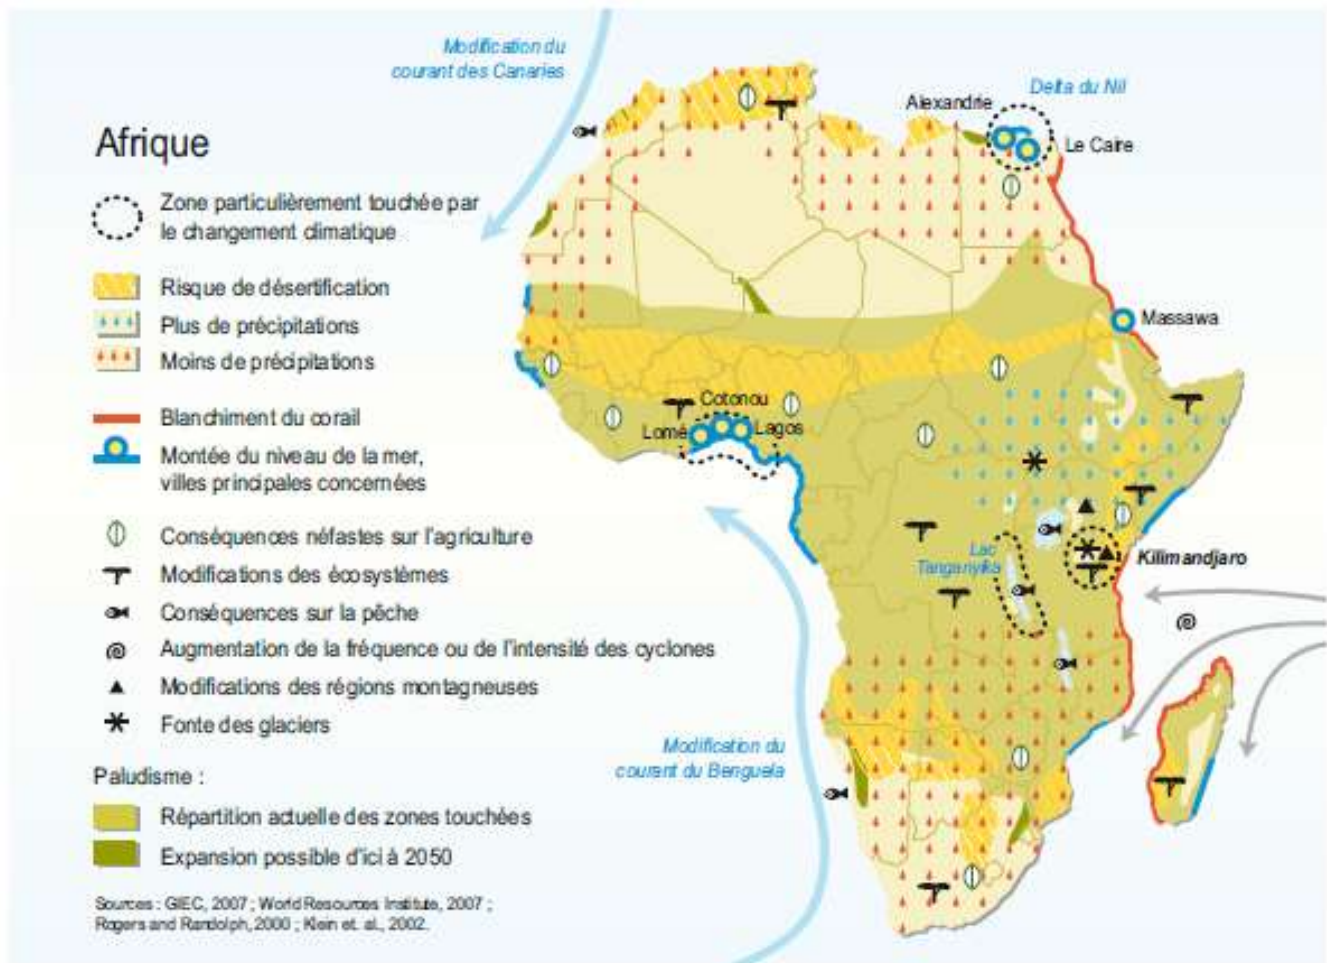 Modification du
courant des Canaries
Delta du Nil
Alexandrie
Le Caire
Afrique
Zone particulièrement touchée par
le changement climatique
Risque de désertification
Plus de précipitations
Moins de précipitations
Massawa
Blanchiment du corail
Montée du niveau de la mer,
villes principales concernées
Cotonou
Lomé
Lagos
Conséquences néfastes sur l'agriculture
Modifications des écosystèmes
Conséquences sur la pêche
Augmentation de la fréquence ou de l'intensité des cyclones
Modifications des régions montagneuses
Fonte des glaciers
Lac
Tanganyika
Kilimandjaro
Modification du
courant du Benguela
Paludisme :
Répartition actuelle des zones touchées
Expansion possible d'ici à 2050
Sources : GIEC, 2007 ; World Resources Institute, 2007 ;
Rogers and Randolph, 2000 ; Klein et. al., 2002.